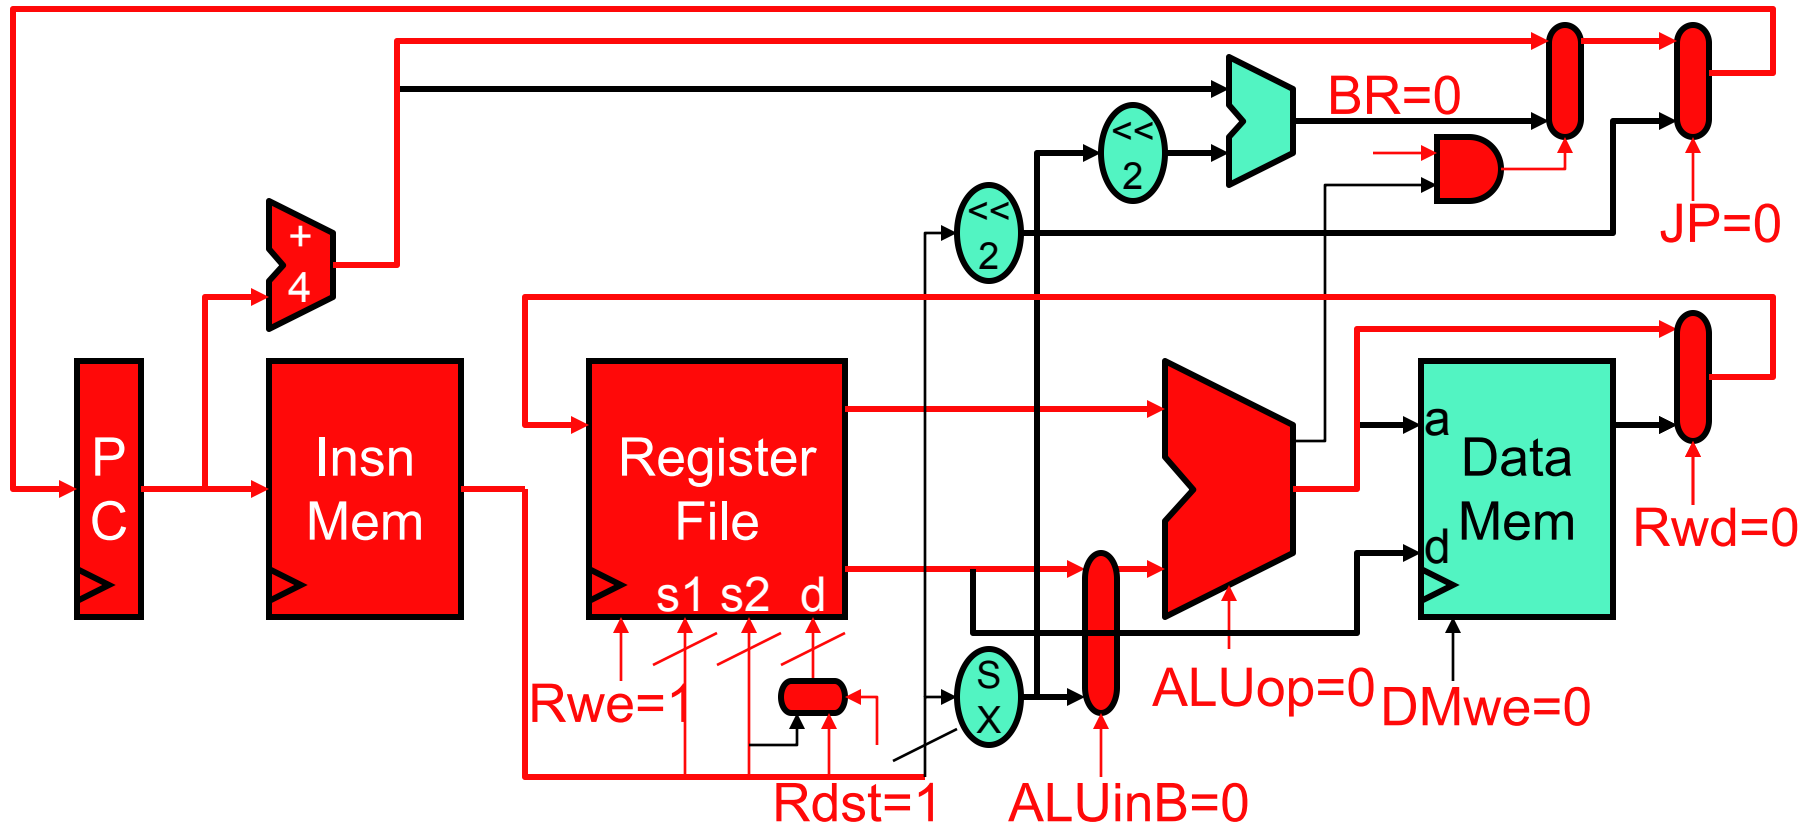 BR=0
<<
2
<<
2
JP=0
+
4
P
C
Insn
Mem
Register
File
s1 s2 d
a
d
Data
Mem
Rwd=0
Rwe=1
S
X
ALUop=0
DMwe=0
Rdst=1
ALUinB=0